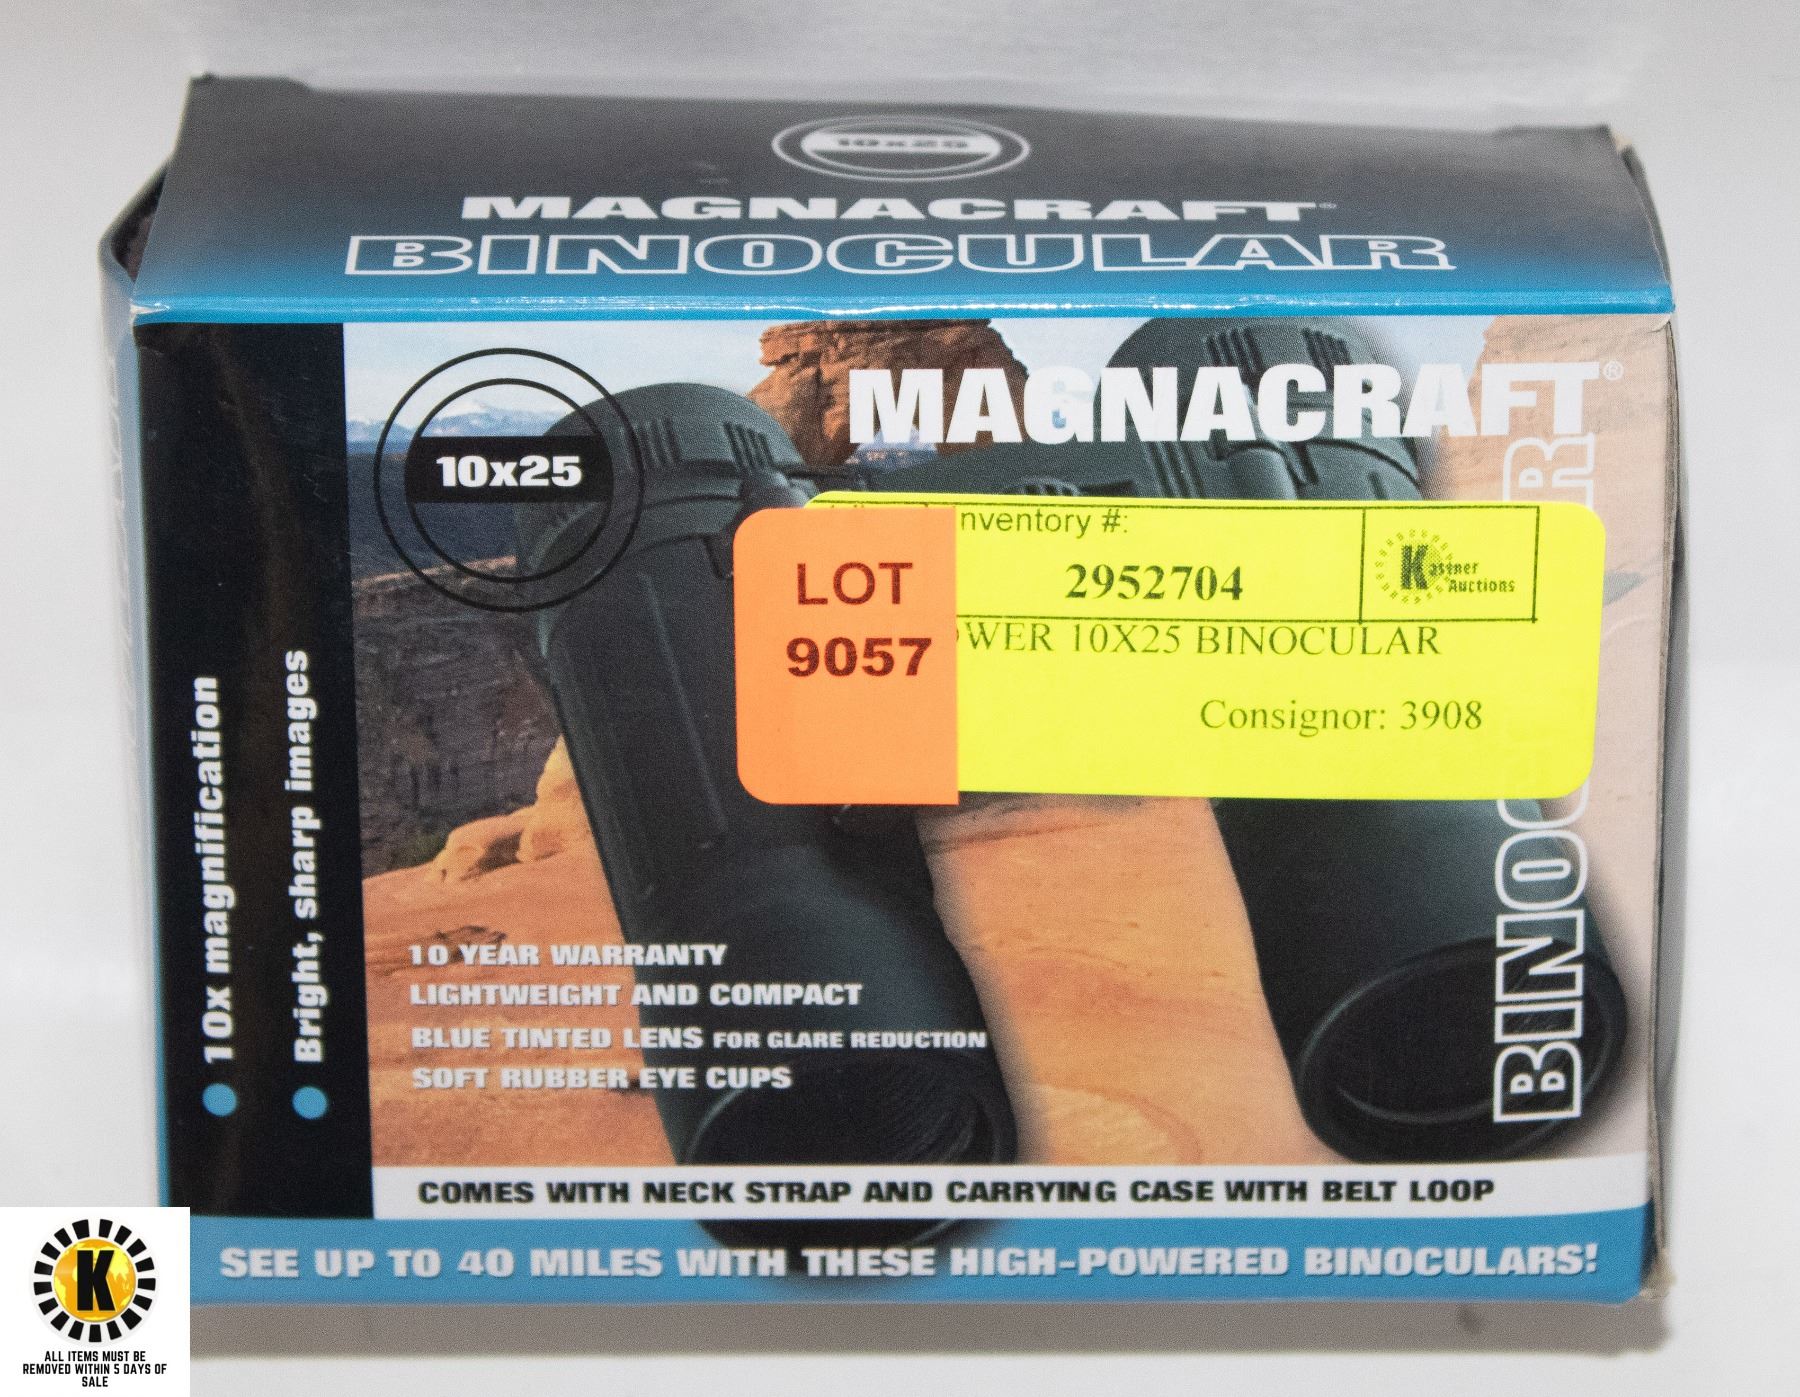 10x25
MAGNACRAFT®
BINOCULAR
10x25
MAGNACRAFT®
BINOCULAR
10x magnification
Bright, sharp images
LOT
9057
nventory #:
2952704
Kastner
Auctions
OWER 10X25 BINOCULAR
Consignor: 3908
10 YEAR WARRANTY
LIGHTWEIGHT AND COMPACT
BLUE TINTED LENS FOR GLARE REDUCTION
SOFT RUBBER EYE CUPS
COMES WITH NECK STRAP AND CARRYING CASE WITH BELT LOOP
SEE UP TO 40 MILES WITH THESE HIGH-POWERED BINOCULARS!
K
ALL ITEMS MUST BE
REMOVED WITHIN 5 DAYS OF
SALE